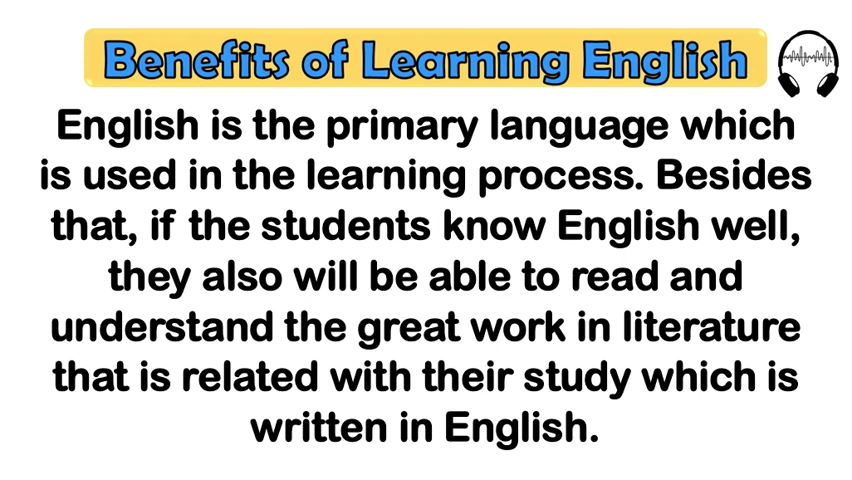 Benefits of Learning English
English is the primary language which
is used in the learning process. Besides
that, if the students know English well,
they also will be able to read and
understand the great work in literature
that is related with their study which is
written in English.